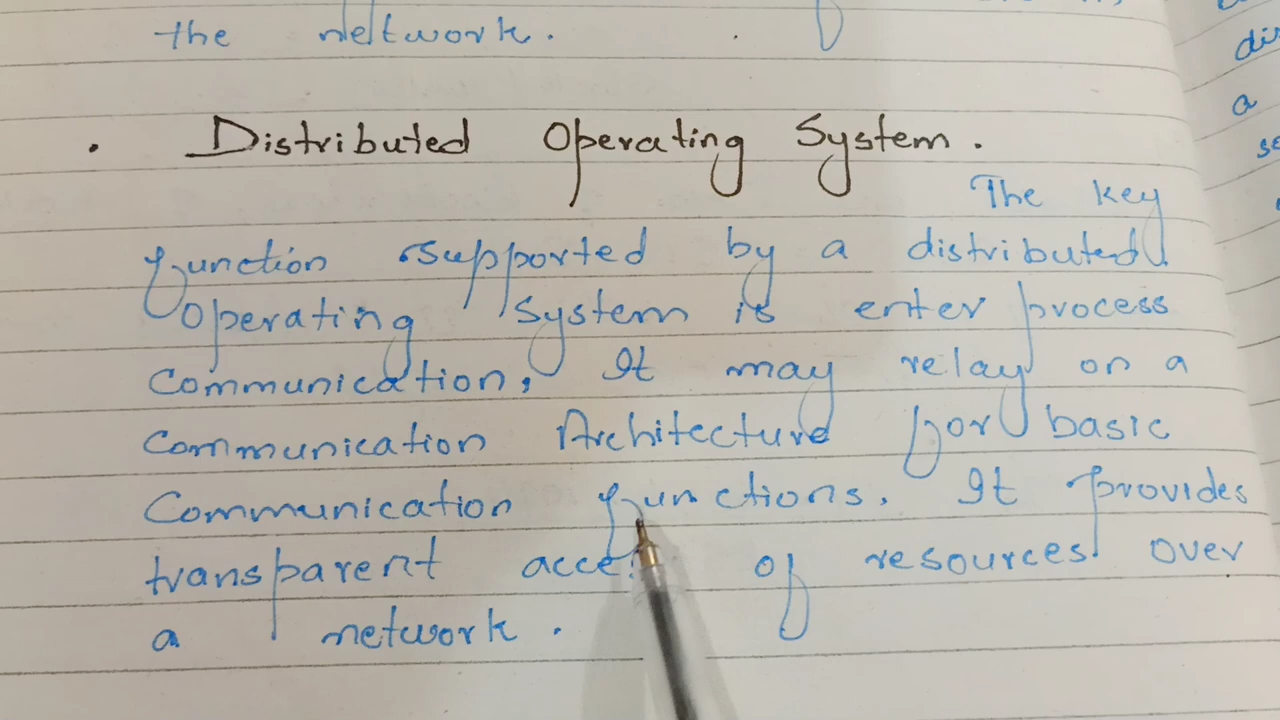 the network.
. Distributed Operating System.
The key
function supported by a distributed
operating system is enter process
communication, It may relay on a
communication Architecture for basic
Communication functions. It provides
transparent of resources over
a network.